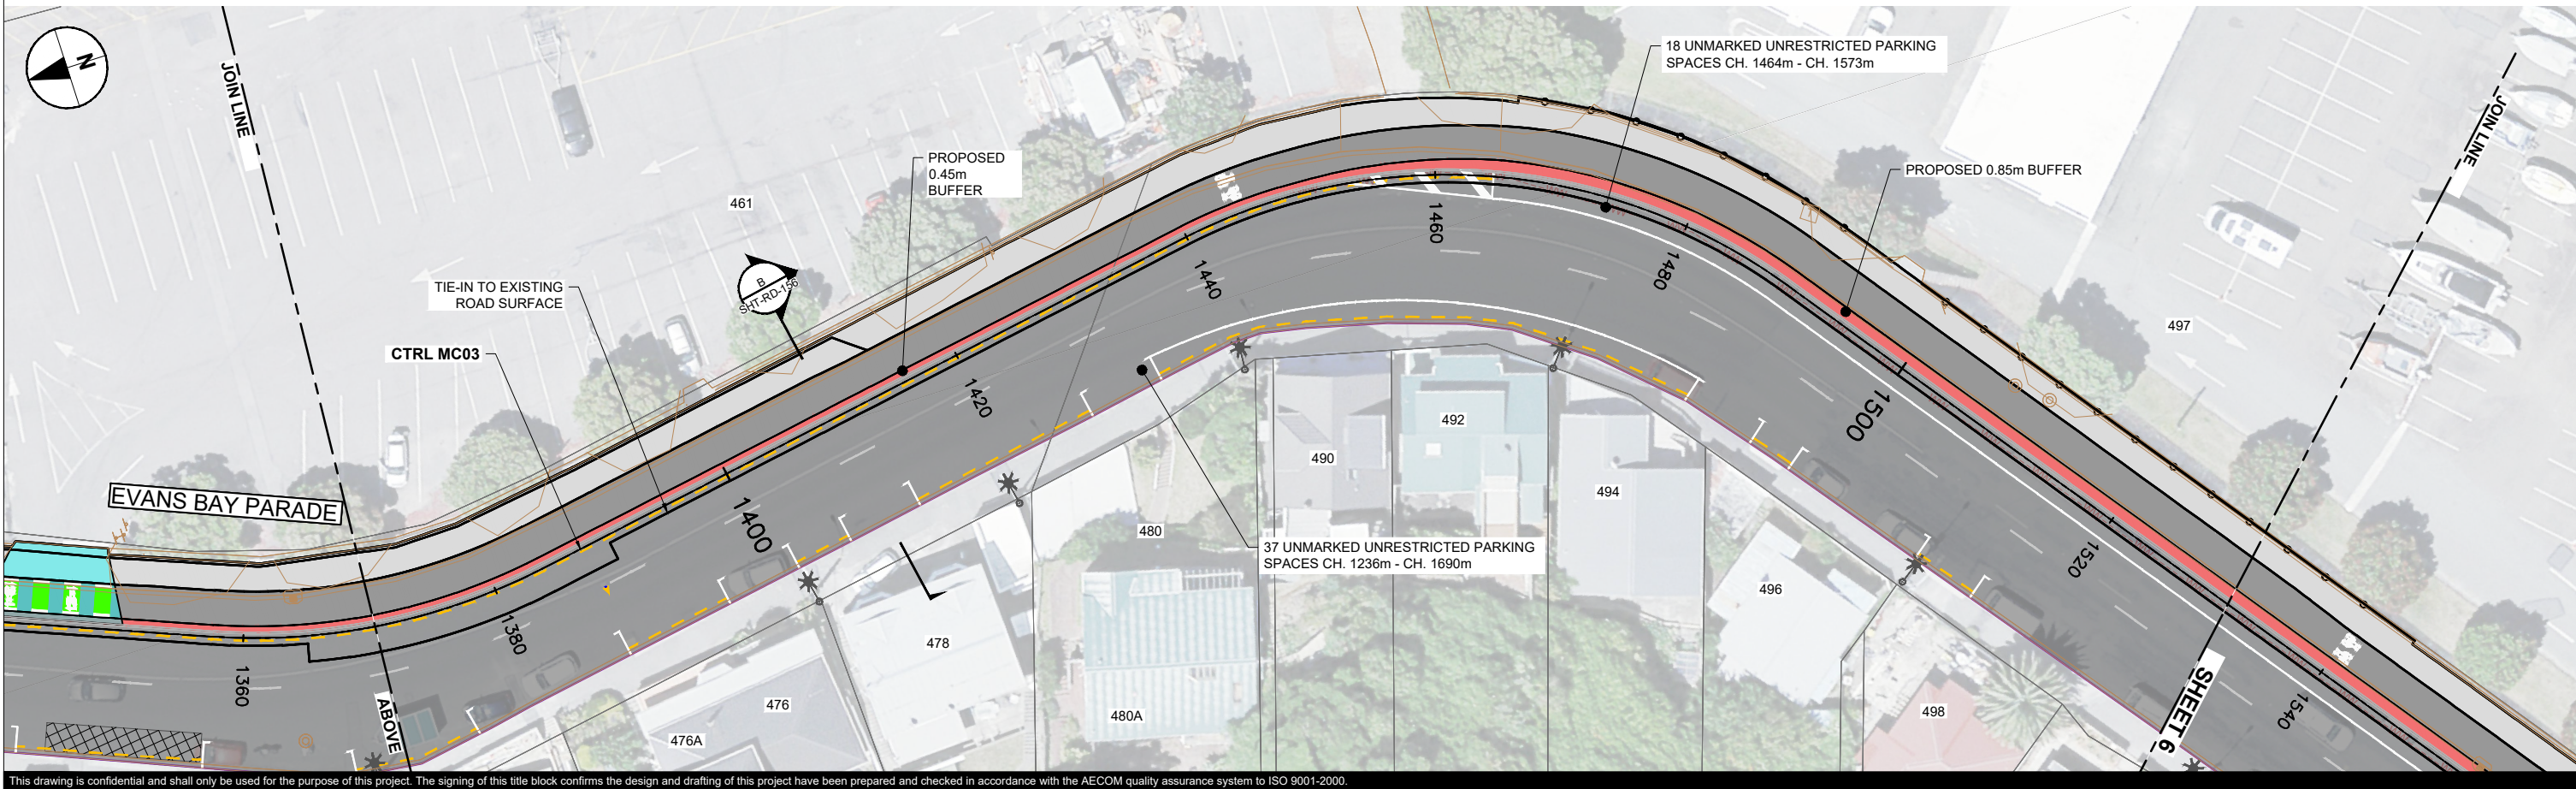 N
JOIN LINE
18 UNMARKED UNRESTRICTED PARKING
SPACES CH. 1464m - CH. 1573m
JOIN LINE
PROPOSED
0.45m
BUFFER
PROPOSED 0.85m BUFFER
461
B
SHT-RD-156
TIE-IN TO EXISTING
ROAD SURFACE
CTRL MC03
497
EVANS BAY PARADE
1360
1380
1400
1420
1440
1460
1480
1500
1520
1540
ABOVE
SHEET 6
37 UNMARKED UNRESTRICTED PARKING
SPACES CH. 1236m - CH. 1690m
476A
476
478
480
480A
490
492
494
496
498
This drawing is confidential and shall only be used for the purpose of this project. The signing of this title block confirms the design and drafting of this project have been prepared and checked in accordance with the AECOM quality assurance system to ISO 9001-2000.